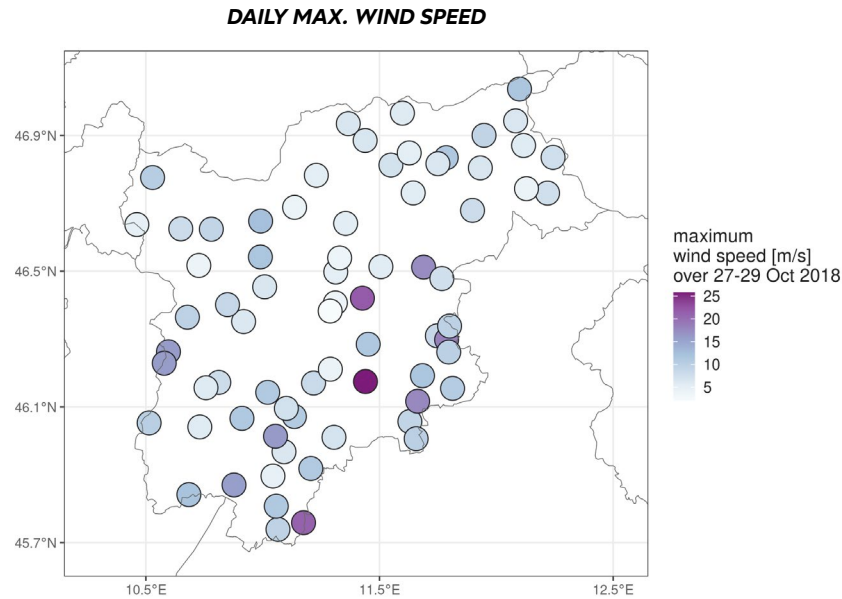 DAILY MAX. WIND SPEED
46.9°N
46.5°N
46.1°N
45.7°N
10.5°E
11.5°E
12.5°E
maximum
wind speed [m/s]
over 27-29 Oct 2018
25
20
15
10
5